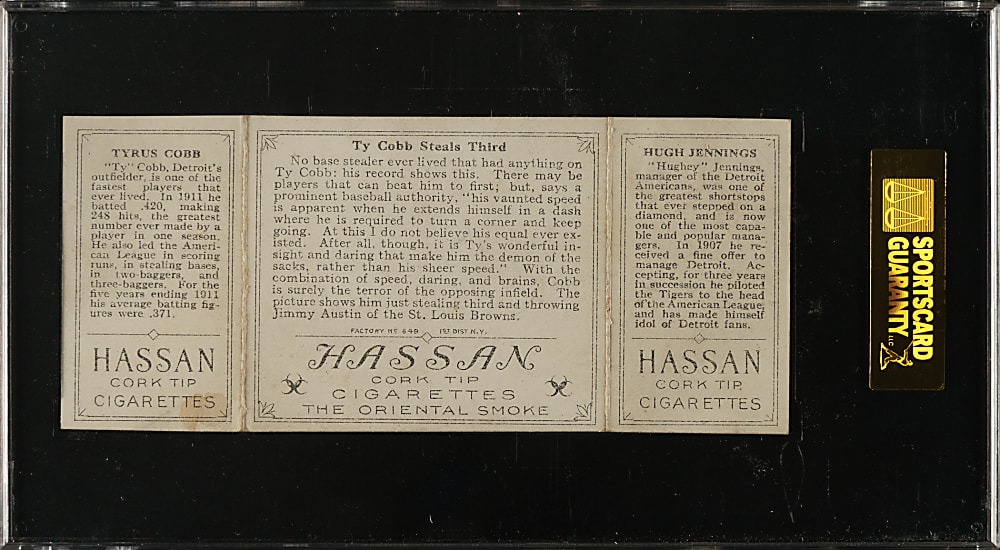 TYRUS COBB
"Ty" Cobb, Detroit's
outfielder, is one of the
fastest players that
ever lived. In 1911 he
batted .420, making
248 hits, the greatest
number ever made by a
player in one season.
He also led the Ameri-
can League in scoring
runs, in stealing bases,
in two-baggers, and
three-baggers. For the
five years ending 1911
his average batting fig-
ures were .371.
HASSAN
CORK TIP
CIGARETTES
Ty Cobb Steals Third
No base stealer ever lived that had anything on
Ty Cobb: his record shows this. There may be
players that can beat him to first; but, says a
prominent baseball authority, "his vaunted speed
is apparent when he extends himself in a dash
where he is required to turn a corner and keep
going. At this I do not believe his equal ever ex-
isted. After all, though, it is Ty's wonderful in-
sight and daring that make him the demon of the
sacks, rather than his sheer speed." With the
combination of speed, daring, and brains, Cobb
is surely the terror of the opposing infield. The
picture shows him just stealing third and throwing
Jimmy Austin of the St. Louis Browns.
FACTORY Nº 649 1ST DIST N.Y.
HASSAN
CORK TIP
CIGARETTES
THE ORIENTAL SMOKE
HUGH JENNINGS
"Hughey" Jennings,
manager of the Detroit
Americans, was one of
the greatest shortstops
that ever stepped on a
diamond, and is now
one of the most capa-
ble and popular mana-
gers. In 1907 he re-
ceived a fine offer to
manage Detroit. Ac-
cepting, for three years
in succession he piloted
the Tigers to the head
of the American League,
and has made himself
idol of Detroit fans.
HASSAN
CORK TIP
CIGARETTES
SPORTSCARD
GUARANTY LLC